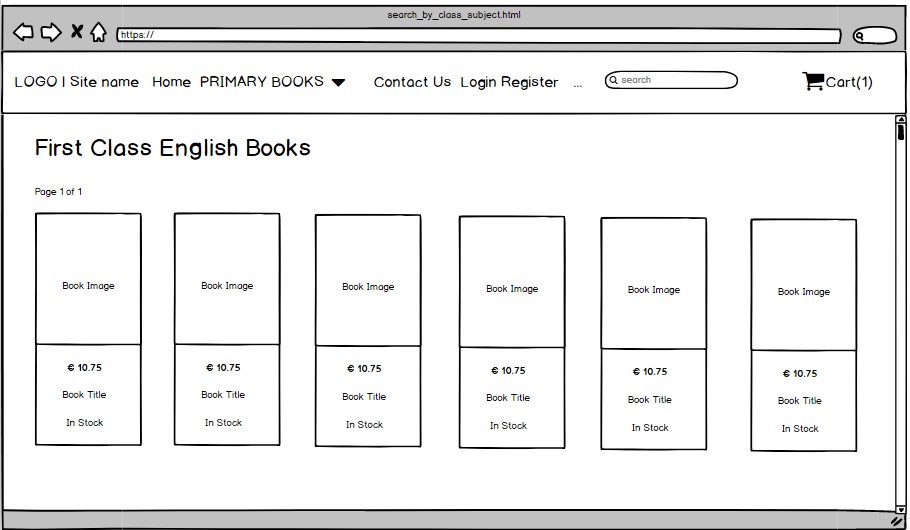 search_by_class_subject.html
https://
LOGO | Site name Home PRIMARY BOOKS Contact Us Login Register ... search Cart(1)
First Class English Books
Page 1 of 1
Book Image Book Image Book Image Book Image Book Image Book Image
€ 10.75 € 10.75 € 10.75 € 10.75 € 10.75 € 10.75
Book Title Book Title Book Title Book Title Book Title Book Title
In Stock In Stock In Stock In Stock In Stock In Stock